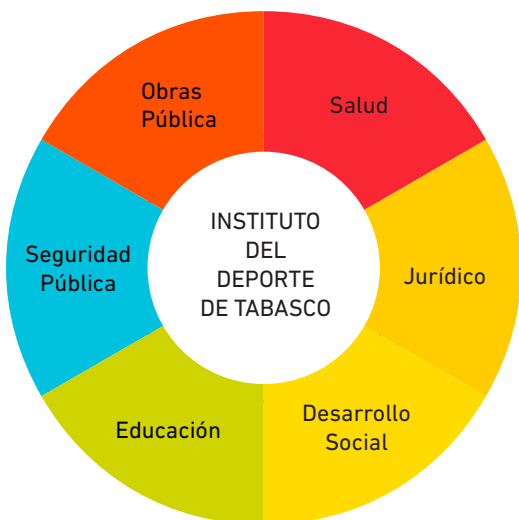 Obras
Pública
Salud
Seguridad
Pública
INSTITUTO
DEL
DEPORTE
DE TABASCO
Jurídico
Educación
Desarrollo
Social